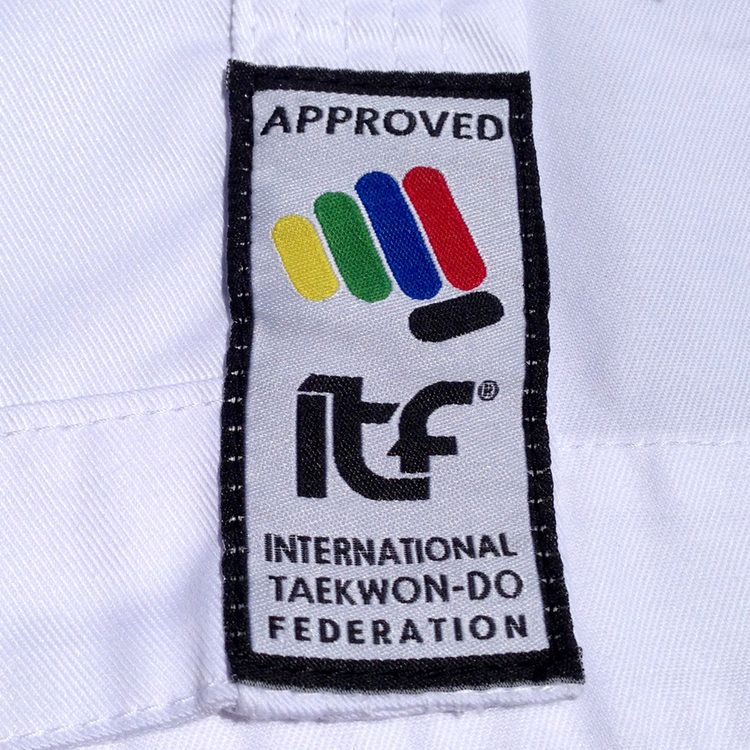 APPROVED
itf®
INTERNATIONAL
TAEKWON-DO
FEDERATION